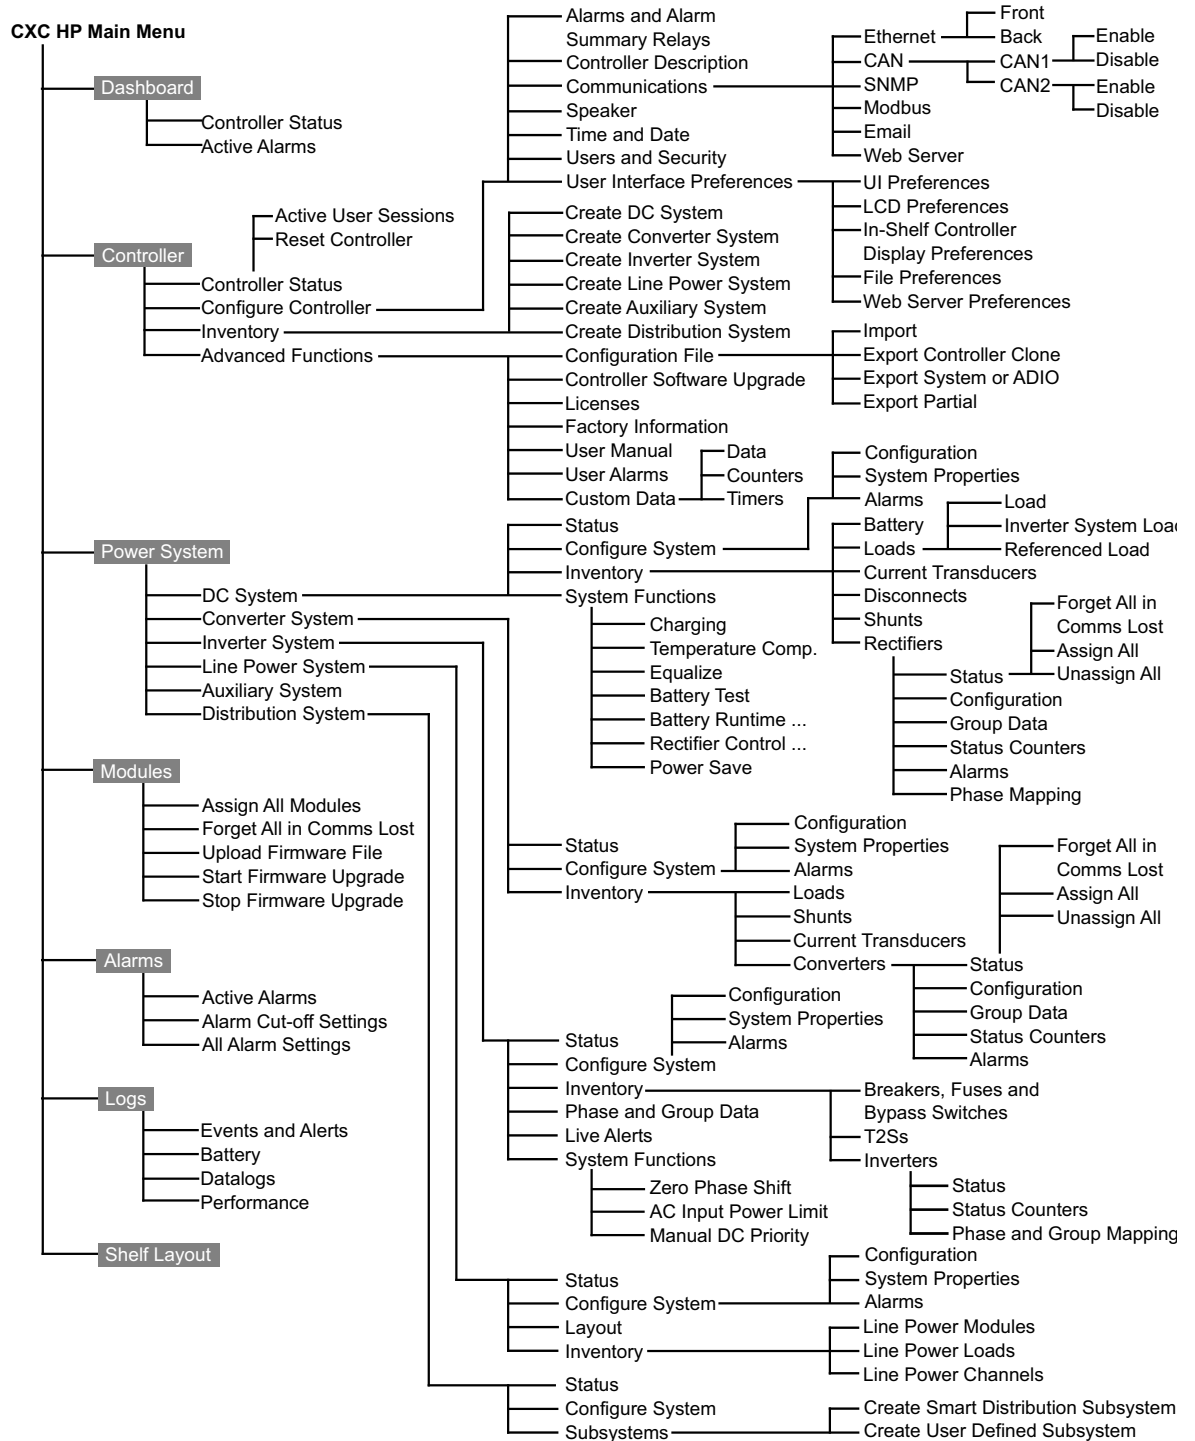 CXC HP Main Menu
Dashboard
Controller Status
Active Alarms
Controller
Active User Sessions
Reset Controller
Controller Status
Configure Controller
Inventory
Advanced Functions
Alarms and Alarm
Summary Relays
Controller Description
Communications
Speaker
Time and Date
Users and Security
User Interface Preferences
Ethernet
Front
Back
CAN
CAN1
Enable
Disable
CAN2
Enable
Disable
SNMP
Modbus
Email
Web Server
UI Preferences
LCD Preferences
In-Shelf Controller
Display Preferences
File Preferences
Web Server Preferences
Create DC System
Create Converter System
Create Inverter System
Create Line Power System
Create Auxiliary System
Create Distribution System
Configuration File
Controller Software Upgrade
Licenses
Factory Information
User Manual
User Alarms
Custom Data
Import
Export Controller Clone
Export System or ADIO
Export Partial
Data
Counters
Timers
Power System
DC System
Converter System
Inverter System
Line Power System
Auxiliary System
Distribution System
Status
Configure System
Inventory
System Functions
Charging
Temperature Comp.
Equalize
Battery Test
Battery Runtime ...
Rectifier Control ...
Power Save
Configuration
System Properties
Alarms
Battery
Loads
Current Transducers
Disconnects
Shunts
Rectifiers
Load
Inverter System Load
Referenced Load
Status
Configuration
Group Data
Status Counters
Alarms
Phase Mapping
Forget All in
Comms Lost
Assign All
Unassign All
Status
Configure System
Inventory
Configuration
System Properties
Alarms
Loads
Shunts
Current Transducers
Converters
Status
Configuration
Group Data
Status Counters
Alarms
Forget All in
Comms Lost
Assign All
Unassign All
Status
Configure System
Inventory
Phase and Group Data
Live Alerts
System Functions
Configuration
System Properties
Alarms
Breakers, Fuses and
Bypass Switches
T2Ss
Inverters
Status
Status Counters
Phase and Group Mapping
Zero Phase Shift
AC Input Power Limit
Manual DC Priority
Status
Configure System
Layout
Inventory
Configuration
System Properties
Alarms
Line Power Modules
Line Power Loads
Line Power Channels
Status
Configure System
Subsystems
Create Smart Distribution Subsystem
Create User Defined Subsystem
Modules
Assign All Modules
Forget All in Comms Lost
Upload Firmware File
Start Firmware Upgrade
Stop Firmware Upgrade
Alarms
Active Alarms
Alarm Cut-off Settings
All Alarm Settings
Logs
Events and Alerts
Battery
Datalogs
Performance
Shelf Layout